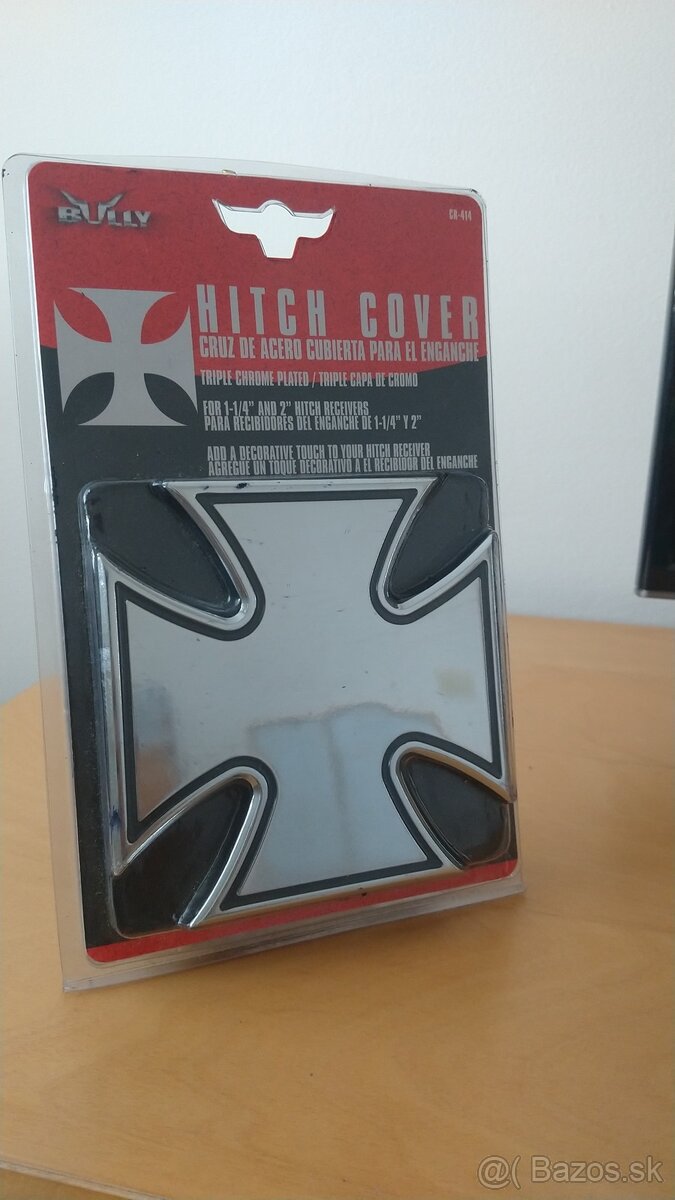 BULLY
CR-414
HITCH COVER
CRUZ DE ACERO CUBIERTA PARA EL ENGANCHE
TRIPLE CHROME PLATED / TRIPLE CAPA DE CROMO
FOR 1-1/4" AND 2" HITCH RECEIVERS
PARA RECIBIDORES DEL ENGANCHE DE 1-1/4" Y 2"
ADD A DECORATIVE TOUCH TO YOUR HITCH RECEIVER
AGREGUE UN TOQUE DECORATIVO A EL RECIBIDOR DEL ENGANCHE
@( Bazos.sk